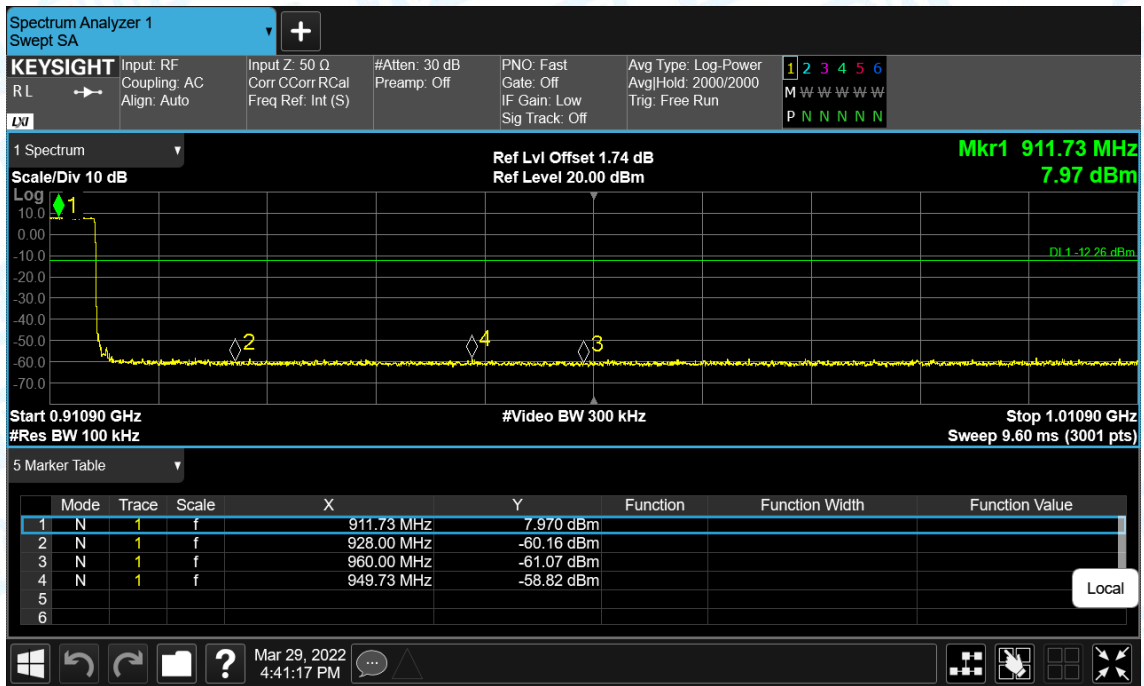 Spectrum Analyzer 1
Swept SA
+
KEYSIGHT
R L
LXI
Input: RF
Coupling: AC
Align: Auto
Input Z: 50 Ω
Corr CCorr RCal
Freq Ref: Int (S)
#Atten: 30 dB
Preamp: Off
PNO: Fast
Gate: Off
IF Gain: Low
Sig Track: Off
Avg Type: Log-Power
Avg|Hold: 2000/2000
Trig: Free Run
1 2 3 4 5 6
M W W W W W
P N N N N N
1 Spectrum
Scale/Div 10 dB
Ref Lvl Offset 1.74 dB
Ref Level 20.00 dBm
Mkr1 911.73 MHz
7.97 dBm
Log
10.0
0.00
-10.0
-20.0
-30.0
-40.0
-50.0
-60.0
-70.0
1
DL1 -12.26 dBm
2
4
3
Start 0.91090 GHz
#Res BW 100 kHz
#Video BW 300 kHz
Stop 1.01090 GHz
Sweep 9.60 ms (3001 pts)
5 Marker Table
Mode Trace Scale X Y Function Function Width Function Value
1 N 1 f 911.73 MHz 7.970 dBm
2 N 1 f 928.00 MHz -60.16 dBm
3 N 1 f 960.00 MHz -61.07 dBm
4 N 1 f 949.73 MHz -58.82 dBm
5
6
Local
?
Mar 29, 2022
4:41:17 PM